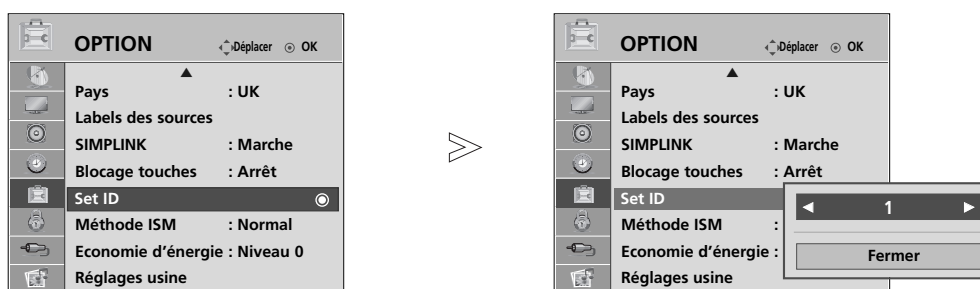 OPTION Déplacer OK
Pays : UK
Labels des sources
SIMPLINK : Marche
Blocage touches : Arrêt
Set ID
Méthode ISM : Normal
Economie d'énergie : Niveau 0
Réglages usine
OPTION Déplacer OK
Pays : UK
Labels des sources
SIMPLINK : Marche
Blocage touches : Arrêt
Set ID
Méthode ISM :
Economie d'énergie :
Réglages usine
1
Fermer